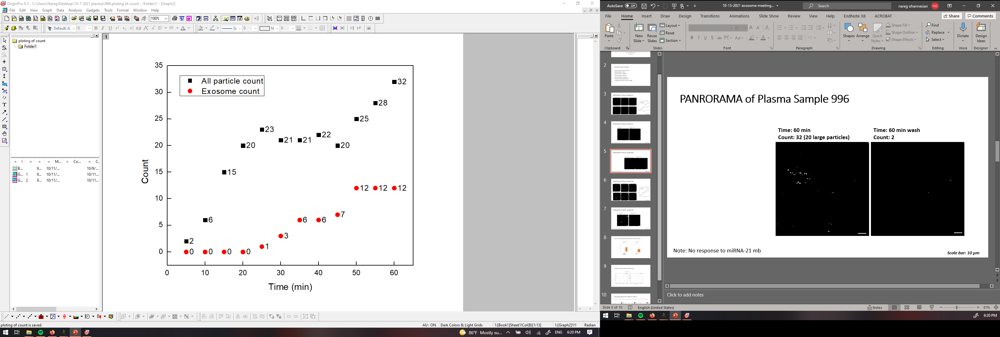 OriginPro 8.5 - C:\Users\Nareg\Desktop\10-7-2021 plasma\996\ploting of count - /Folder1/ - [Graph2]
File Edit View Graph Data Analysis Gadgets Tools Format Window Help
100%
Default: A 0 B I U 0 N 0
ploting of count
Folder1
I M... Co... C.
B... 9... 10/11/... 10/9/...
G... 1 9... 10/11/... 10/11...
G... 2 9... 10/11/... 10/11...
1
All particle count
Exosome count
Count
35
30
25
20
15
10
5
0
2
6
15
20
23
21
21
22
20
25
28
32
0
0
0
0
1
3
6
6
7
12
12
12
0 10 20 30 40 50 60
Time (min)
ploting of count is saved.
AU : ON Dark Colors & Light Grids 1:[Book1]Sheet1!Col(B)[1:13] 1:[Graph2]1!1 Radian
86°F Mostly su... ENG 6:20 PM
AutoSave Off 10-13-2021 exosome meeting... Search nareg ohannesian NO
File Home Insert Draw Design Transitions Animations Slide Show Review View Help EndNote X8 ACROBAT Share Comments
Paste
Clipboard
New Slide
Reuse Slides
Layout
Reset
Section
Slides
18
B I U S ab AV Aa A
Font
Paragraph
Shapes Arrange Quick Styles
Shape Fill
Shape Outline
Shape Effects
Drawing
Find
Replace
Select
Editing
Dictate
Voice
Design Ideas
Designer
2
Experimental Details
3
4
5
6
7
8
9
10
PANRORAMA of Plasma Sample 996
Time: 60 min
Count: 32 (20 large particles)
Time: 60 min wash
Count: 2
Note: No response to miRNA-21 mb
Scale bar: 10 µm
Click to add notes
Slide 5 of 10 English (United States) Notes 81%
6:20 PM